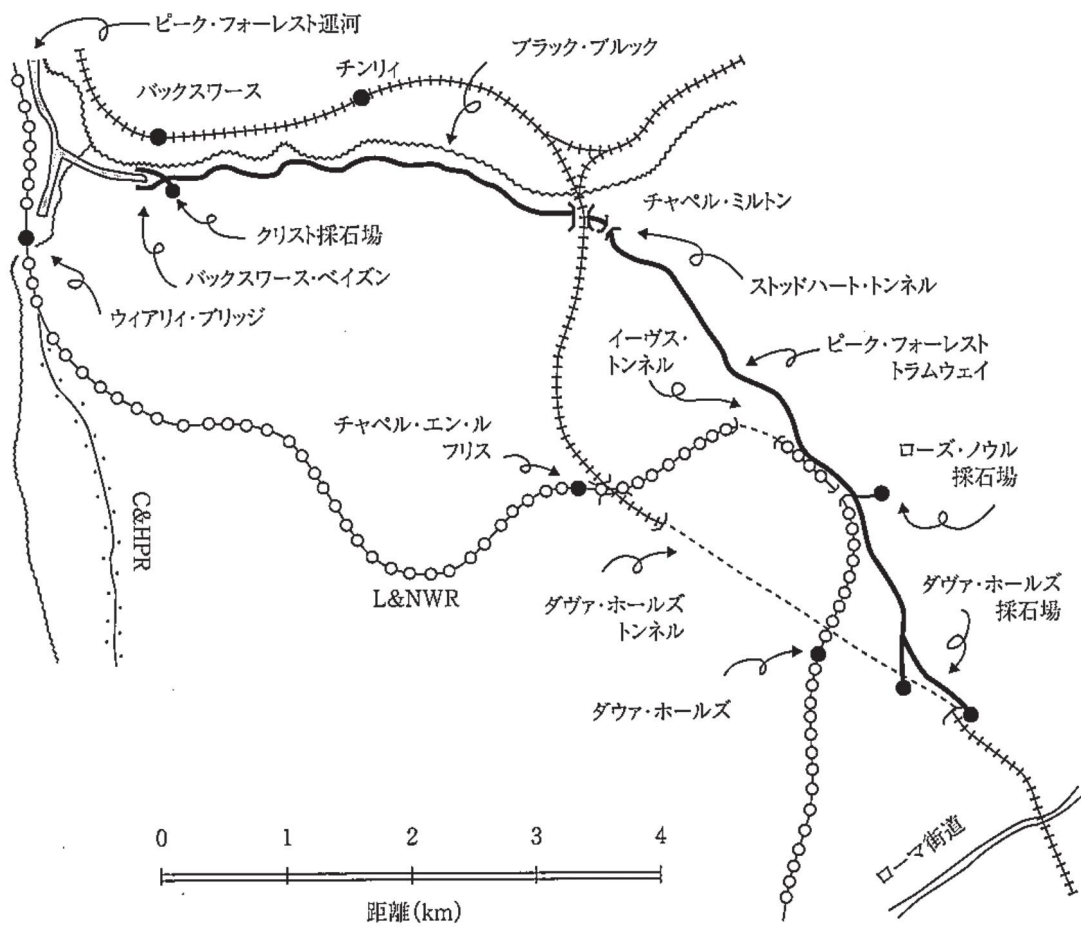 ピーク・フォーレスト運河
ブラック・ブルック
チンリィ
バックスワース
チャペル・ミルトン
クリスト採石場
バックスワース・ベイズン
ストッドハート・トンネル
ウィアリィ・ブリッジ
イーヴス・
トンネル
ピーク・フォーレスト
トラムウェイ
チャペル・エン・ル
フリス
ローズ・ノウル
採石場
C&HPR
L&NWR
ダヴァ・ホールズ
トンネル
ダヴァ・ホールズ
採石場
ダヴァ・ホールズ
ローマ街道
0 1 2 3 4
距離(km)